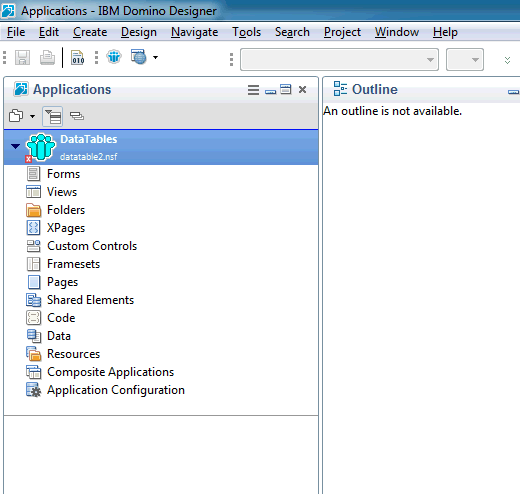 Applications - IBM Domino Designer
File Edit Create Design Navigate Tools Search Project Window Help
010
Applications
Outline
An outline is not available.
DataTables
datatable2.nsf
Forms
Views
Folders
XPages
Custom Controls
Framesets
Pages
Shared Elements
Code
Data
Resources
Composite Applications
Application Configuration